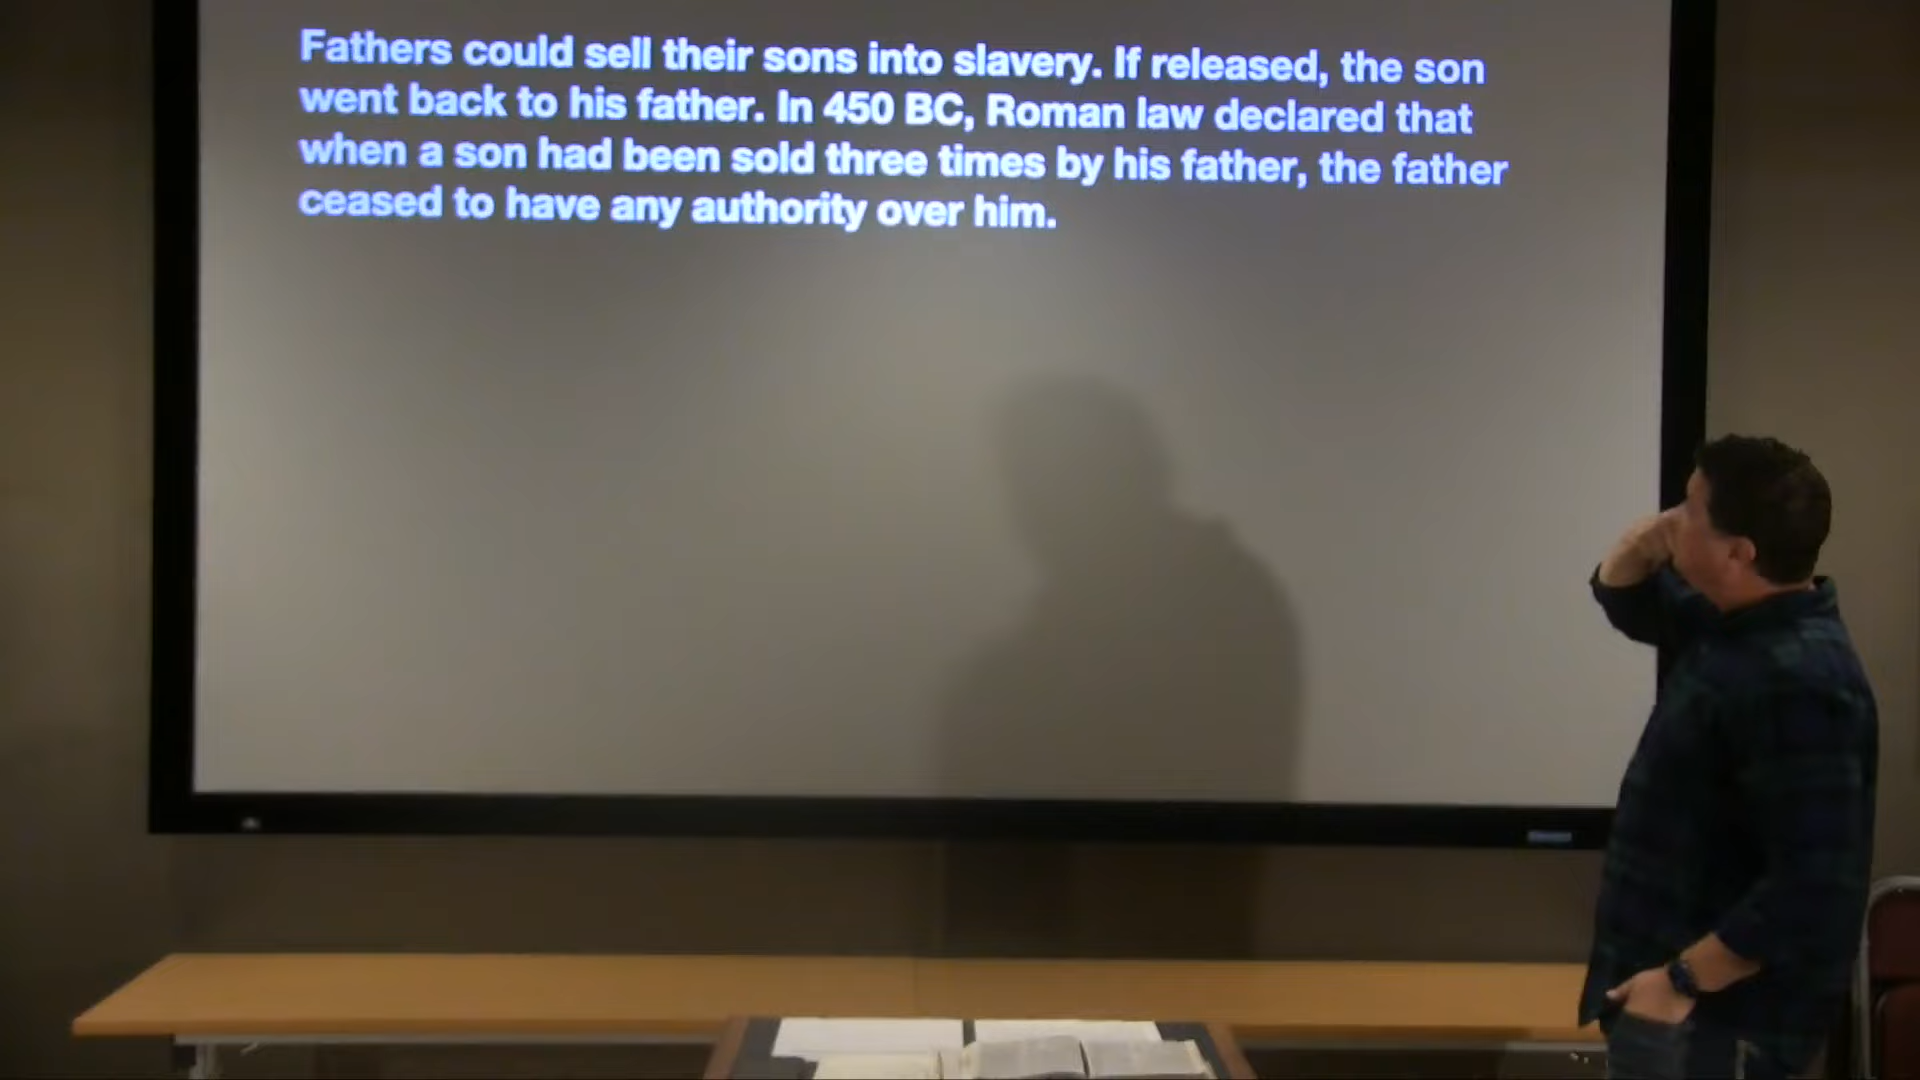 Fathers could sell their sons into slavery. If released, the son
went back to his father. In 450 BC, Roman law declared that
when a son had been sold three times by his father, the father
ceased to have any authority over him.